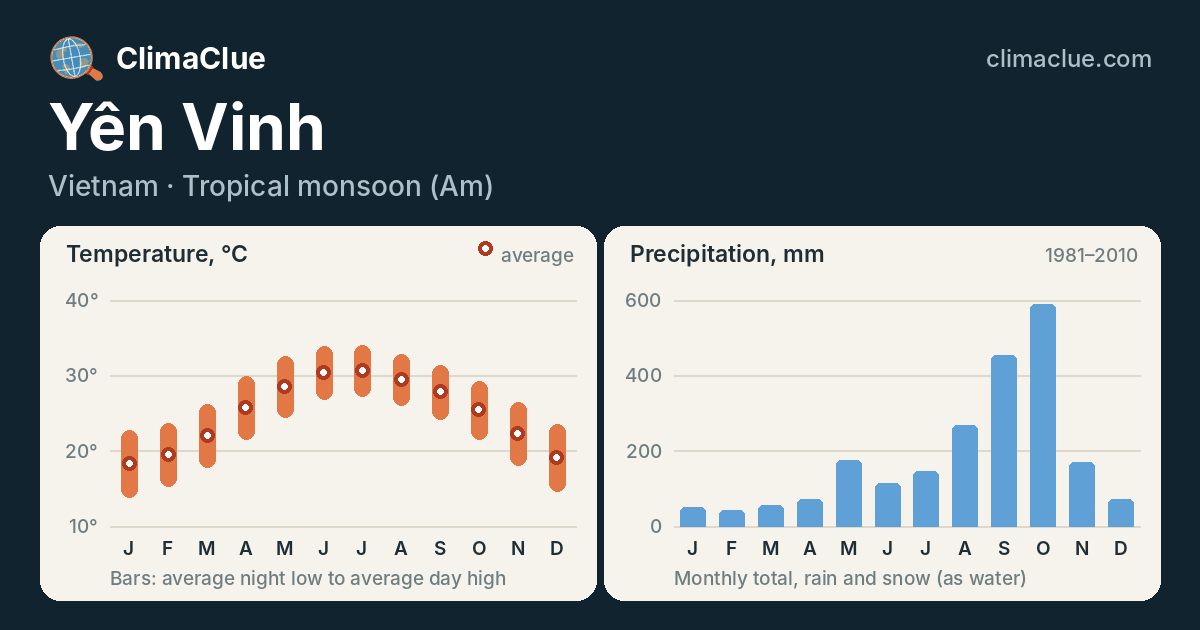 ClimaClue
climaclue.com
Yên Vinh
Vietnam · Tropical monsoon (Am)
Temperature, °C
average
40°
30°
20°
10°
J F M A M J J A S O N D
Bars: average night low to average day high
Precipitation, mm
1981–2010
600
400
200
0
J F M A M J J A S O N D
Monthly total, rain and snow (as water)